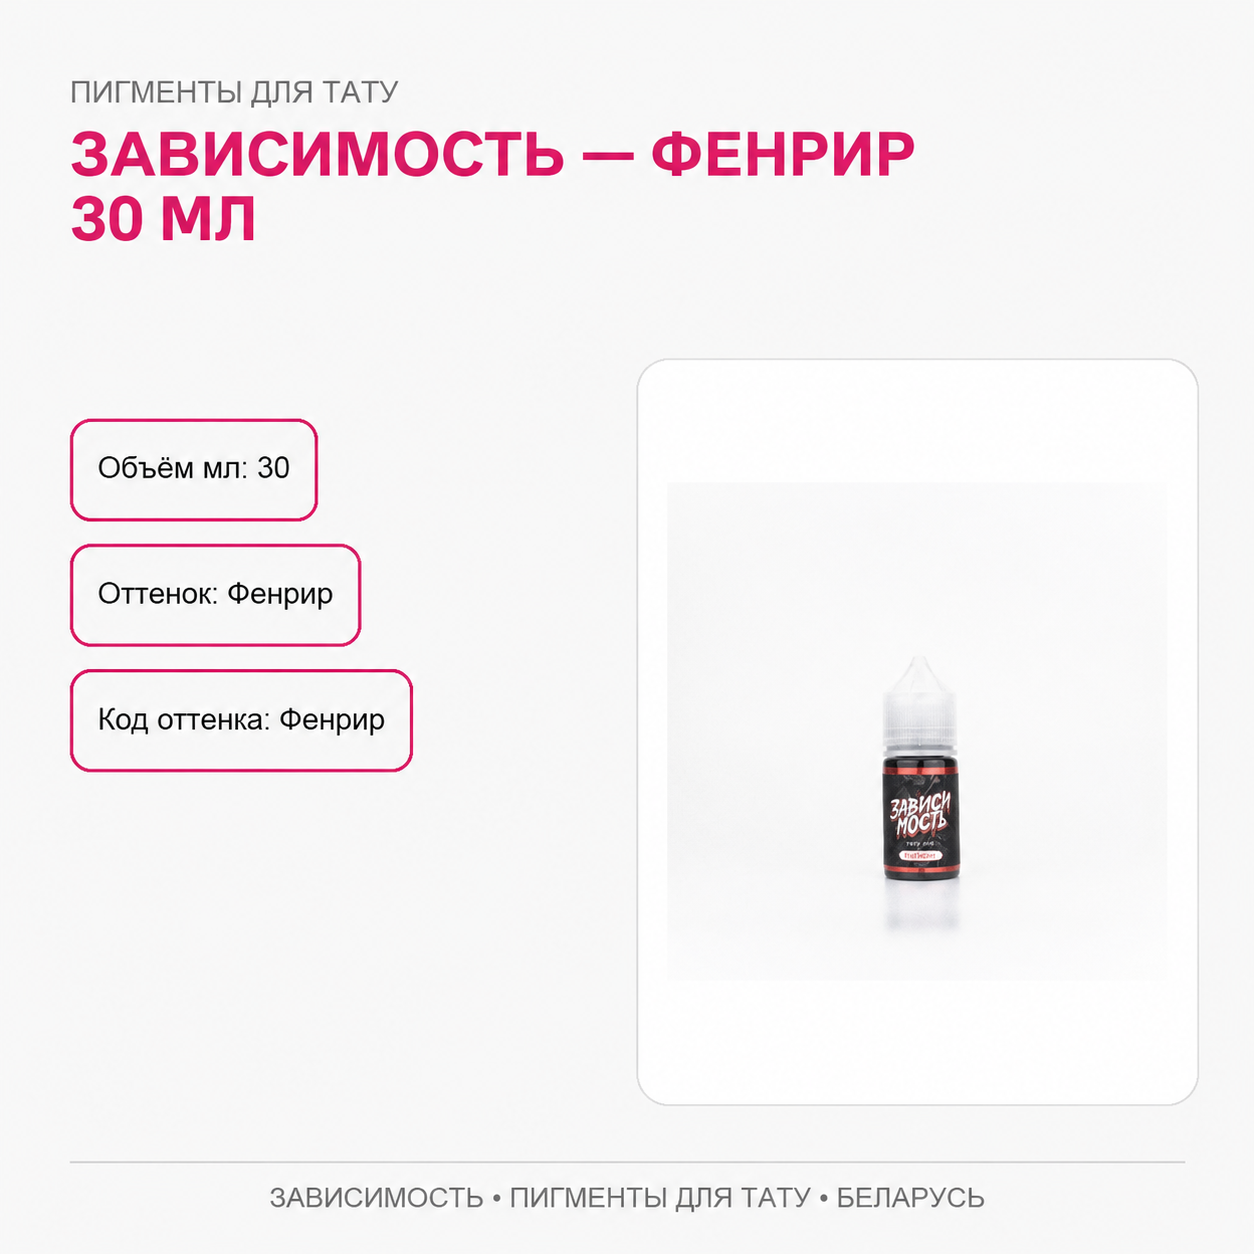 ПИГМЕНТЫ ДЛЯ ТАТУ
ЗАВИСИМОСТЬ — ФЕНРИР
30 МЛ
Объём мл: 30
Оттенок: Фенрир
Код оттенка: Фенрир
ЗАВИСИ
МОСТЬ
ЗАВИСИМОСТЬ • ПИГМЕНТЫ ДЛЯ ТАТУ • БЕЛАРУСЬ